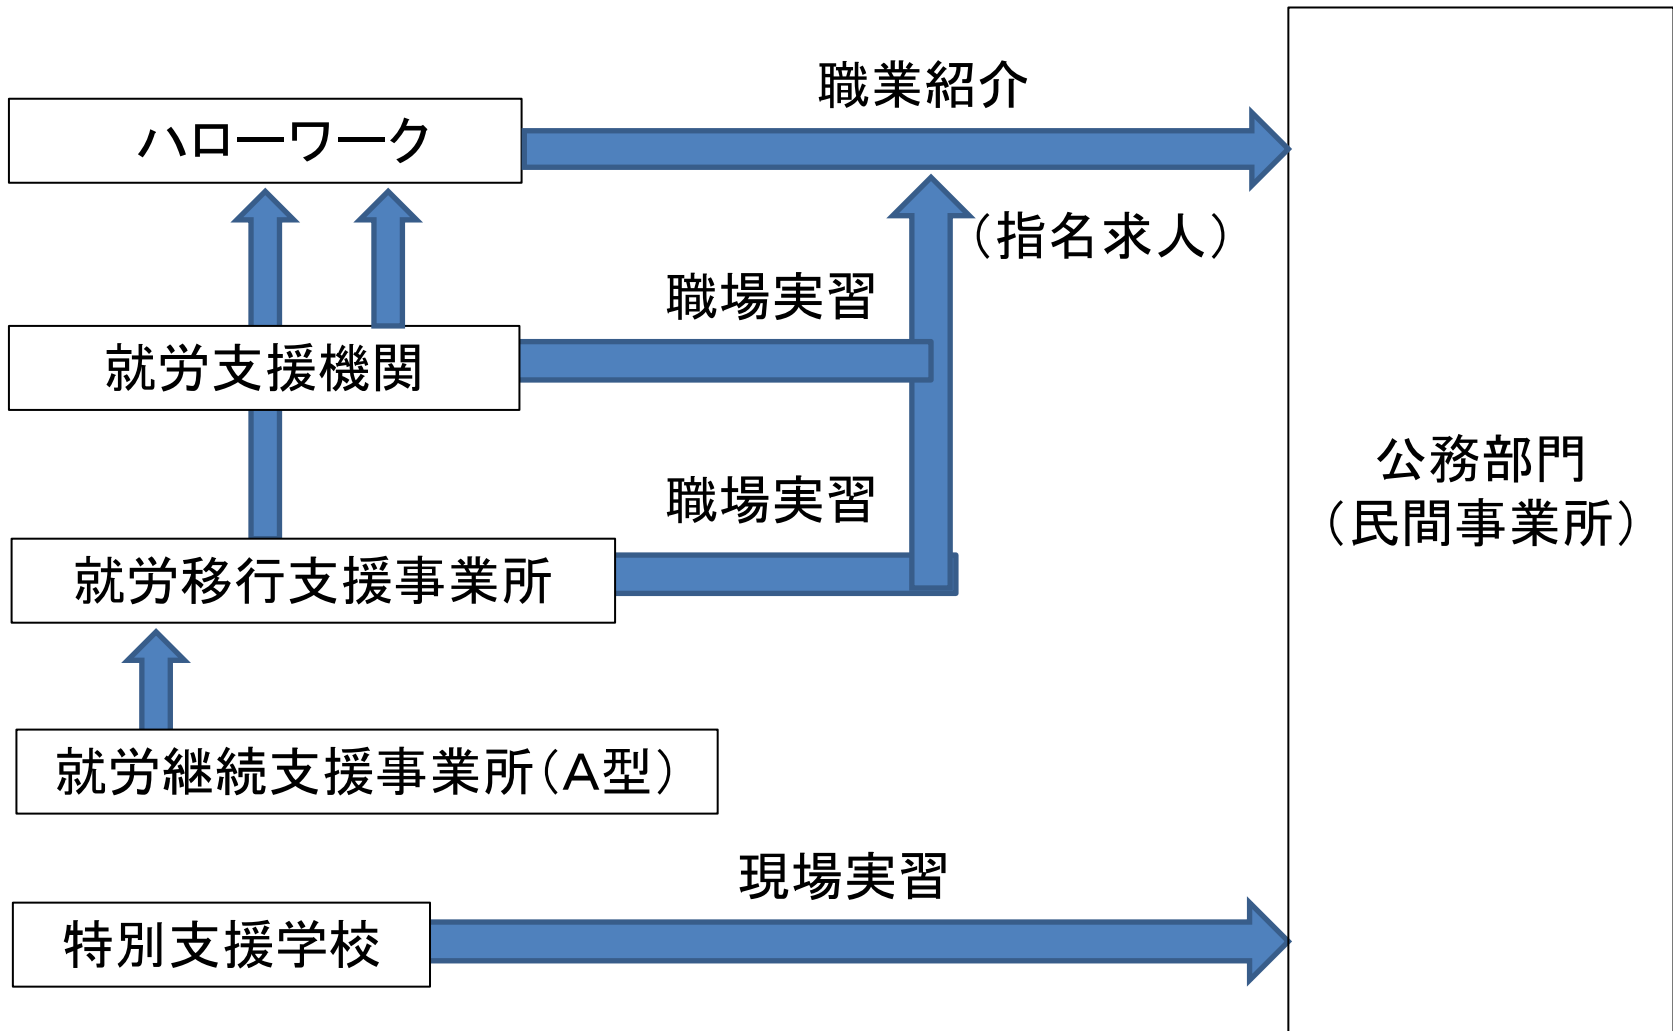 職業紹介
ハローワーク
（指名求人）
職場実習
就労支援機関
公務部門
（民間事業所）
職場実習
就労移行支援事業所
就労継続支援事業所（A型）
現場実習
特別支援学校